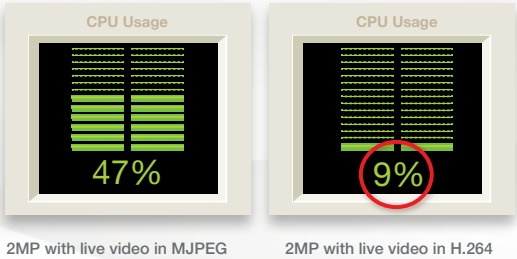 CPU Usage
47%
2MP with live video in MJPEG
CPU Usage
9%
2MP with live video in H.264